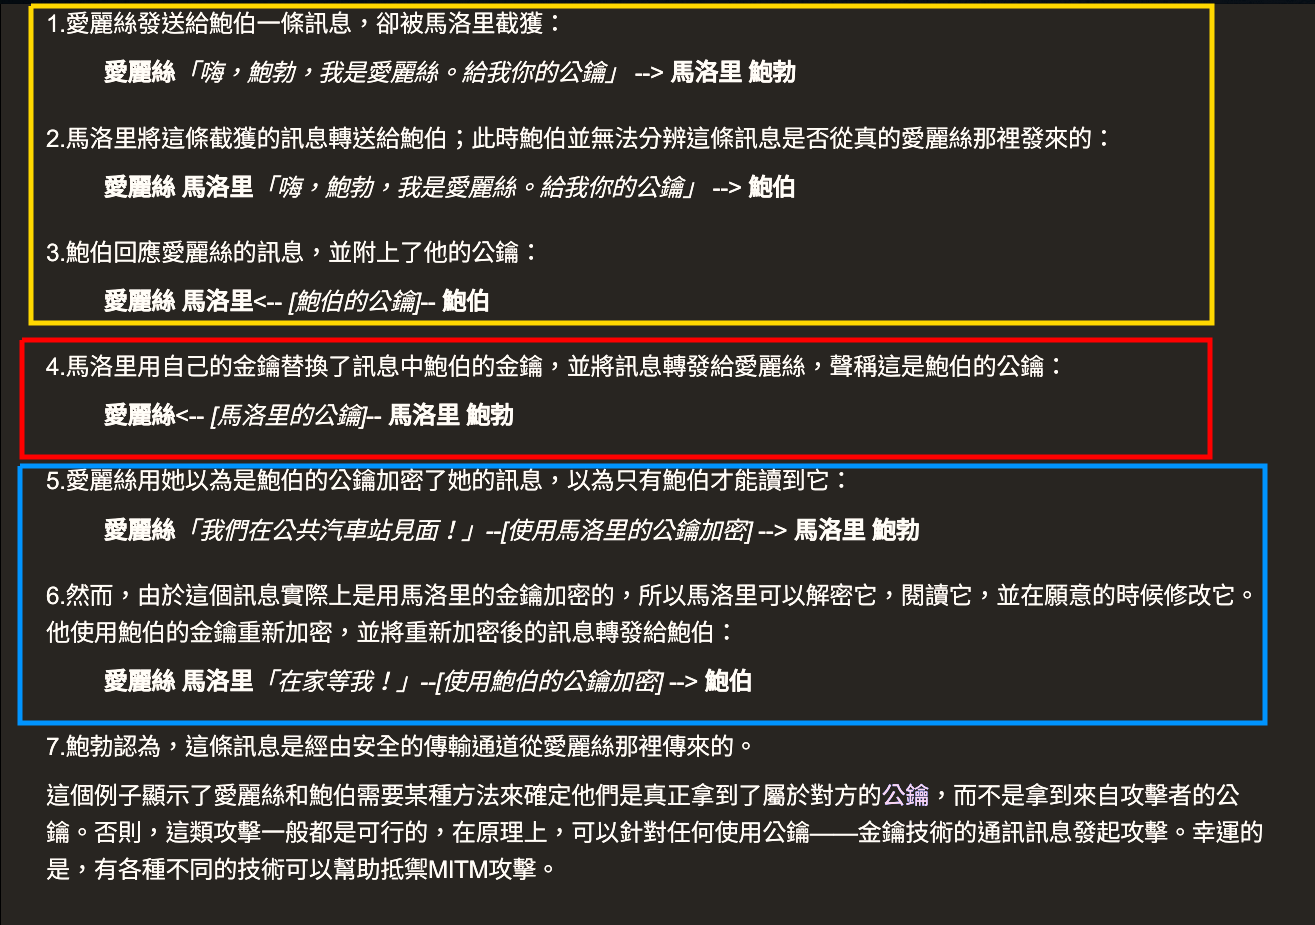 1.愛麗絲發送給鮑伯一條訊息，卻被馬洛里截獲：
愛麗絲「嗨，鮑勃，我是愛麗絲。給我你的公鑰」 --> 馬洛里 鮑勃
2.馬洛里將這條截獲的訊息轉送給鮑伯；此時鮑伯並無法分辨這條訊息是否從真的愛麗絲那裡發來的：
愛麗絲 馬洛里「嗨，鮑勃，我是愛麗絲。給我你的公鑰」 --> 鮑伯
3.鮑伯回應愛麗絲的訊息，並附上了他的公鑰：
愛麗絲 馬洛里<-- [鮑伯的公鑰]-- 鮑伯
4.馬洛里用自己的金鑰替換了訊息中鮑伯的金鑰，並將訊息轉發給愛麗絲，聲稱這是鮑伯的公鑰：
愛麗絲<-- [馬洛里的公鑰]-- 馬洛里 鮑勃
5.愛麗絲用她以為是鮑伯的公鑰加密了她的訊息，以為只有鮑伯才能讀到它：
愛麗絲「我們在公共汽車站見面！」--[使用馬洛里的公鑰加密] --> 馬洛里 鮑勃
6.然而，由於這個訊息實際上是用馬洛里的金鑰加密的，所以馬洛里可以解密它，閱讀它，並在願意的時候修改它。
他使用鮑伯的金鑰重新加密，並將重新加密後的訊息轉發給鮑伯：
愛麗絲 馬洛里「在家等我！」--[使用鮑伯的公鑰加密] --> 鮑伯
7.鮑勃認為，這條訊息是經由安全的傳輸通道從愛麗絲那裡傳來的。
這個例子顯示了愛麗絲和鮑伯需要某種方法來確定他們是真正拿到了屬於對方的公鑰，而不是拿到來自攻擊者的公
鑰。否則，這類攻擊一般都是可行的，在原理上，可以針對任何使用公鑰——金鑰技術的通訊訊息發起攻擊。幸運的
是，有各種不同的技術可以幫助抵禦MITM攻擊。